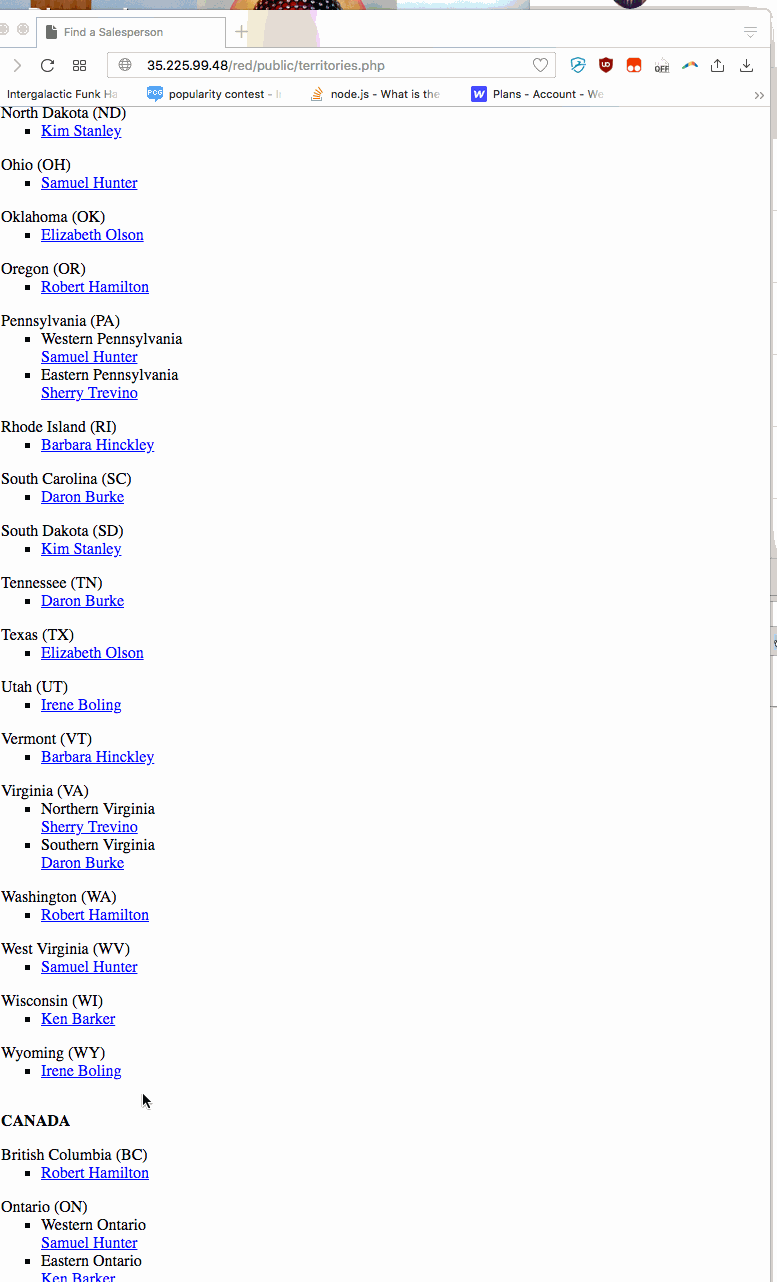 Find a Salesperson
35.225.99.48/red/public/territories.php
OFF
Intergalactic Funk Ha
PCG popularity contest - I
node.js - What is the
W Plans - Account - We
North Dakota (ND)
Kim Stanley
Ohio (OH)
Samuel Hunter
Oklahoma (OK)
Elizabeth Olson
Oregon (OR)
Robert Hamilton
Pennsylvania (PA)
Western Pennsylvania
Samuel Hunter
Eastern Pennsylvania
Sherry Trevino
Rhode Island (RI)
Barbara Hinckley
South Carolina (SC)
Daron Burke
South Dakota (SD)
Kim Stanley
Tennessee (TN)
Daron Burke
Texas (TX)
Elizabeth Olson
Utah (UT)
Irene Boling
Vermont (VT)
Barbara Hinckley
Virginia (VA)
Northern Virginia
Sherry Trevino
Southern Virginia
Daron Burke
Washington (WA)
Robert Hamilton
West Virginia (WV)
Samuel Hunter
Wisconsin (WI)
Ken Barker
Wyoming (WY)
Irene Boling
CANADA
British Columbia (BC)
Robert Hamilton
Ontario (ON)
Western Ontario
Samuel Hunter
Eastern Ontario
Ken Barker